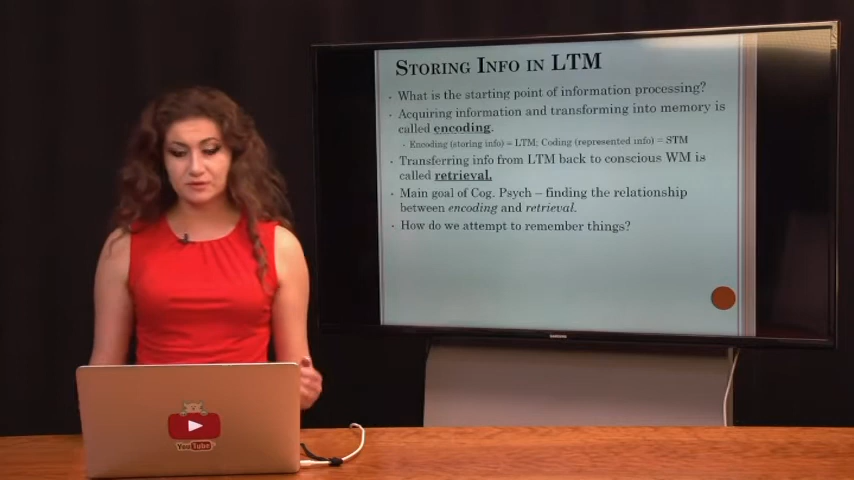 STORING INFO IN LTM
• What is the starting point of information processing?
• Acquiring information and transforming into memory is
called encoding.
• Encoding (storing info) = LTM; Coding (represented info) = STM
• Transferring info from LTM back to conscious WM is
called retrieval.
• Main goal of Cog. Psych – finding the relationship
between encoding and retrieval.
• How do we attempt to remember things?
YouTube